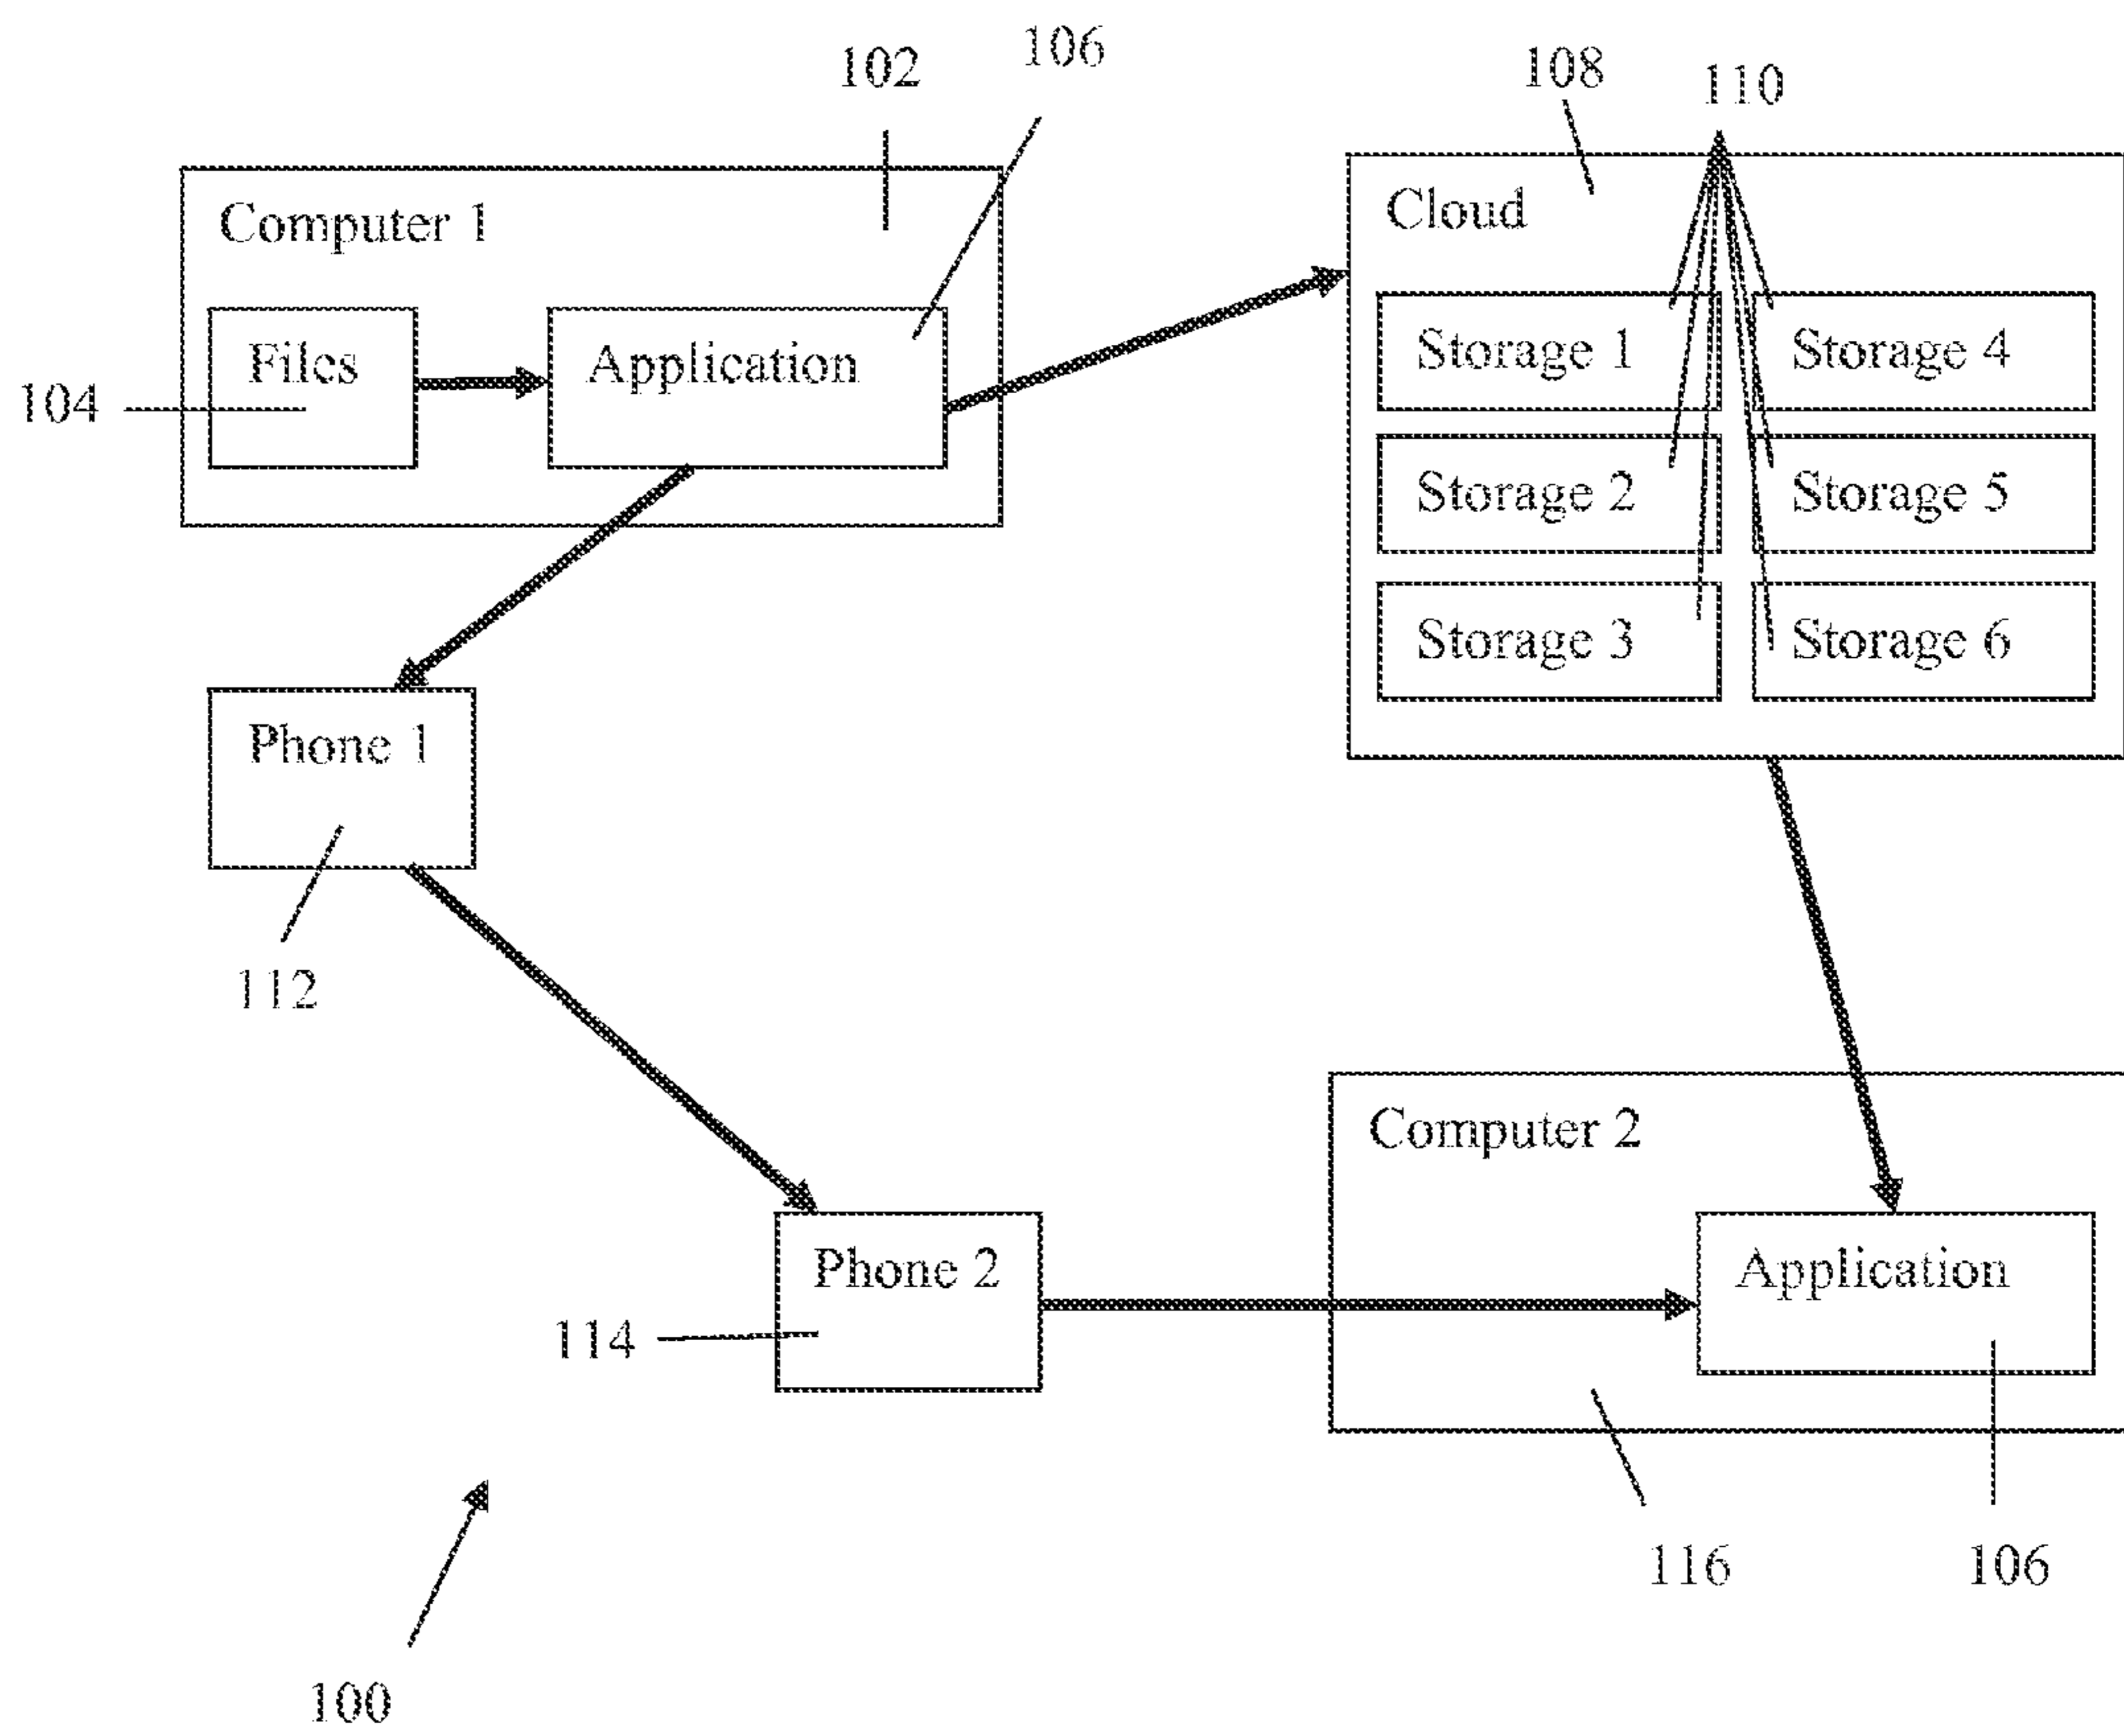 102
106
108
110
Computer 1
Cloud
Files
Application
104
Storage 1
Storage 4
Storage 2
Storage 5
Storage 3
Storage 6
Phone 1
112
Computer 2
Phone 2
Application
114
116
106
100